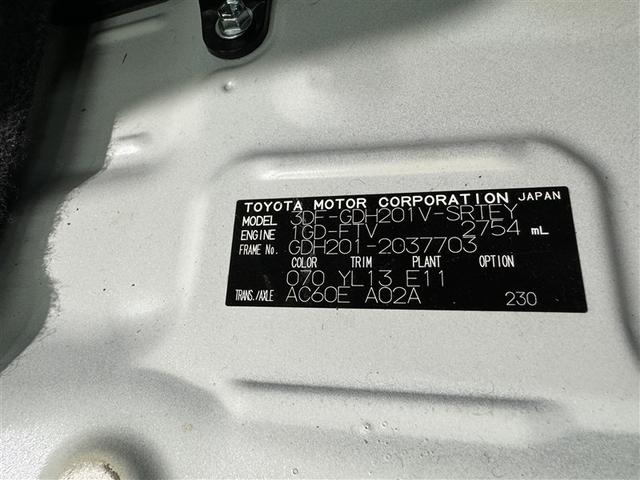 TOYOTA MOTOR CORPORATION JAPAN
MODEL 3DF-GDH201V-SRTEY
ENGINE 1GD-FTV 2754 mL
FRAME No. GDH201-2037703
COLOR TRIM PLANT OPTION
070 YL13 E11
TRANS./AXLE AC60E A02A 230